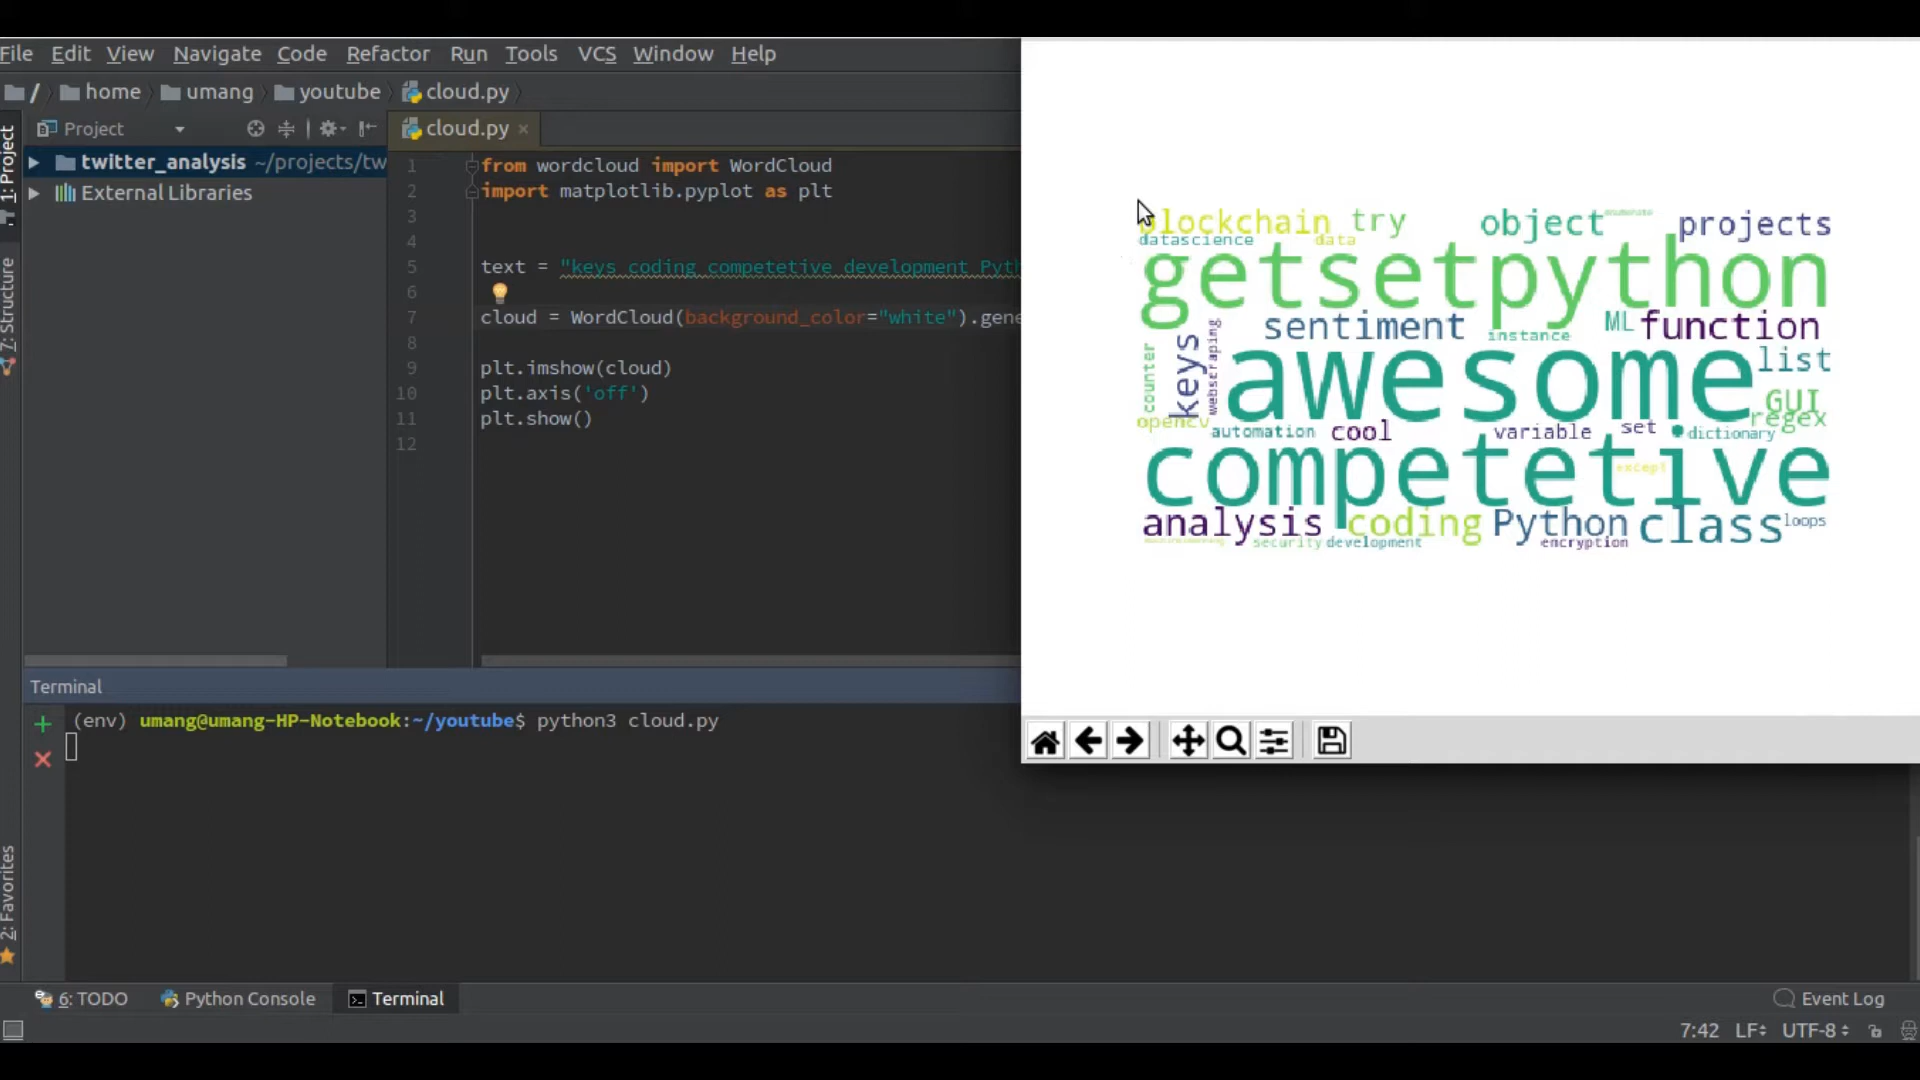 File Edit View Navigate Code Refactor Run Tools VCS Window Help
/ home umang youtube cloud.py
1: Project
Project
cloud.py
twitter_analysis ~/projects/tw
External Libraries
7: Structure
2: Favorites
1 from wordcloud import WordCloud
2 import matplotlib.pyplot as plt
3
4
5 text = "keys coding competetive development Pyth
6
7 cloud = WordCloud(background_color="white").gene
8
9 plt.imshow(cloud)
10 plt.axis('off')
11 plt.show()
12
blockchain try object enumerate projects
datascience data
getsetpython
sentiment instance ML function
counter keys webscraping awesome list
GUI
opencv regex
automation cool variable set dictionary
competetive except
analysis coding Python class loops
security development encryption
Terminal
(env) umang@umang-HP-Notebook:~/youtube$ python3 cloud.py
6: TODO Python Console Terminal Event Log
7:42 LF UTF-8